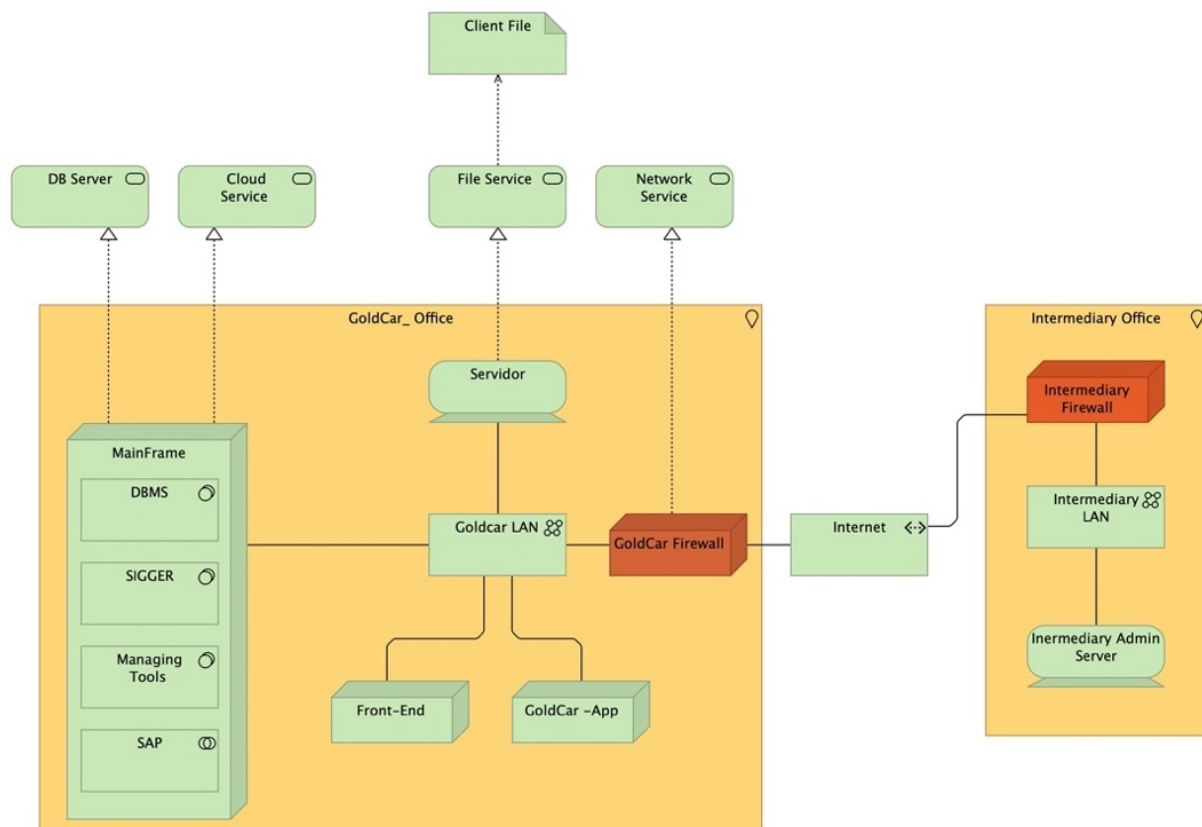 Client File
DB Server
Cloud
Service
File Service
Network
Service
GoldCar_ Office
Intermediary Office
Servidor
Intermediary
Firewall
MainFrame
DBMS
SIGGER
Managing
Tools
SAP
Goldcar LAN
GoldCar Firewall
Internet
Intermediary
LAN
Front-End
GoldCar -App
Inermediary Admin
Server